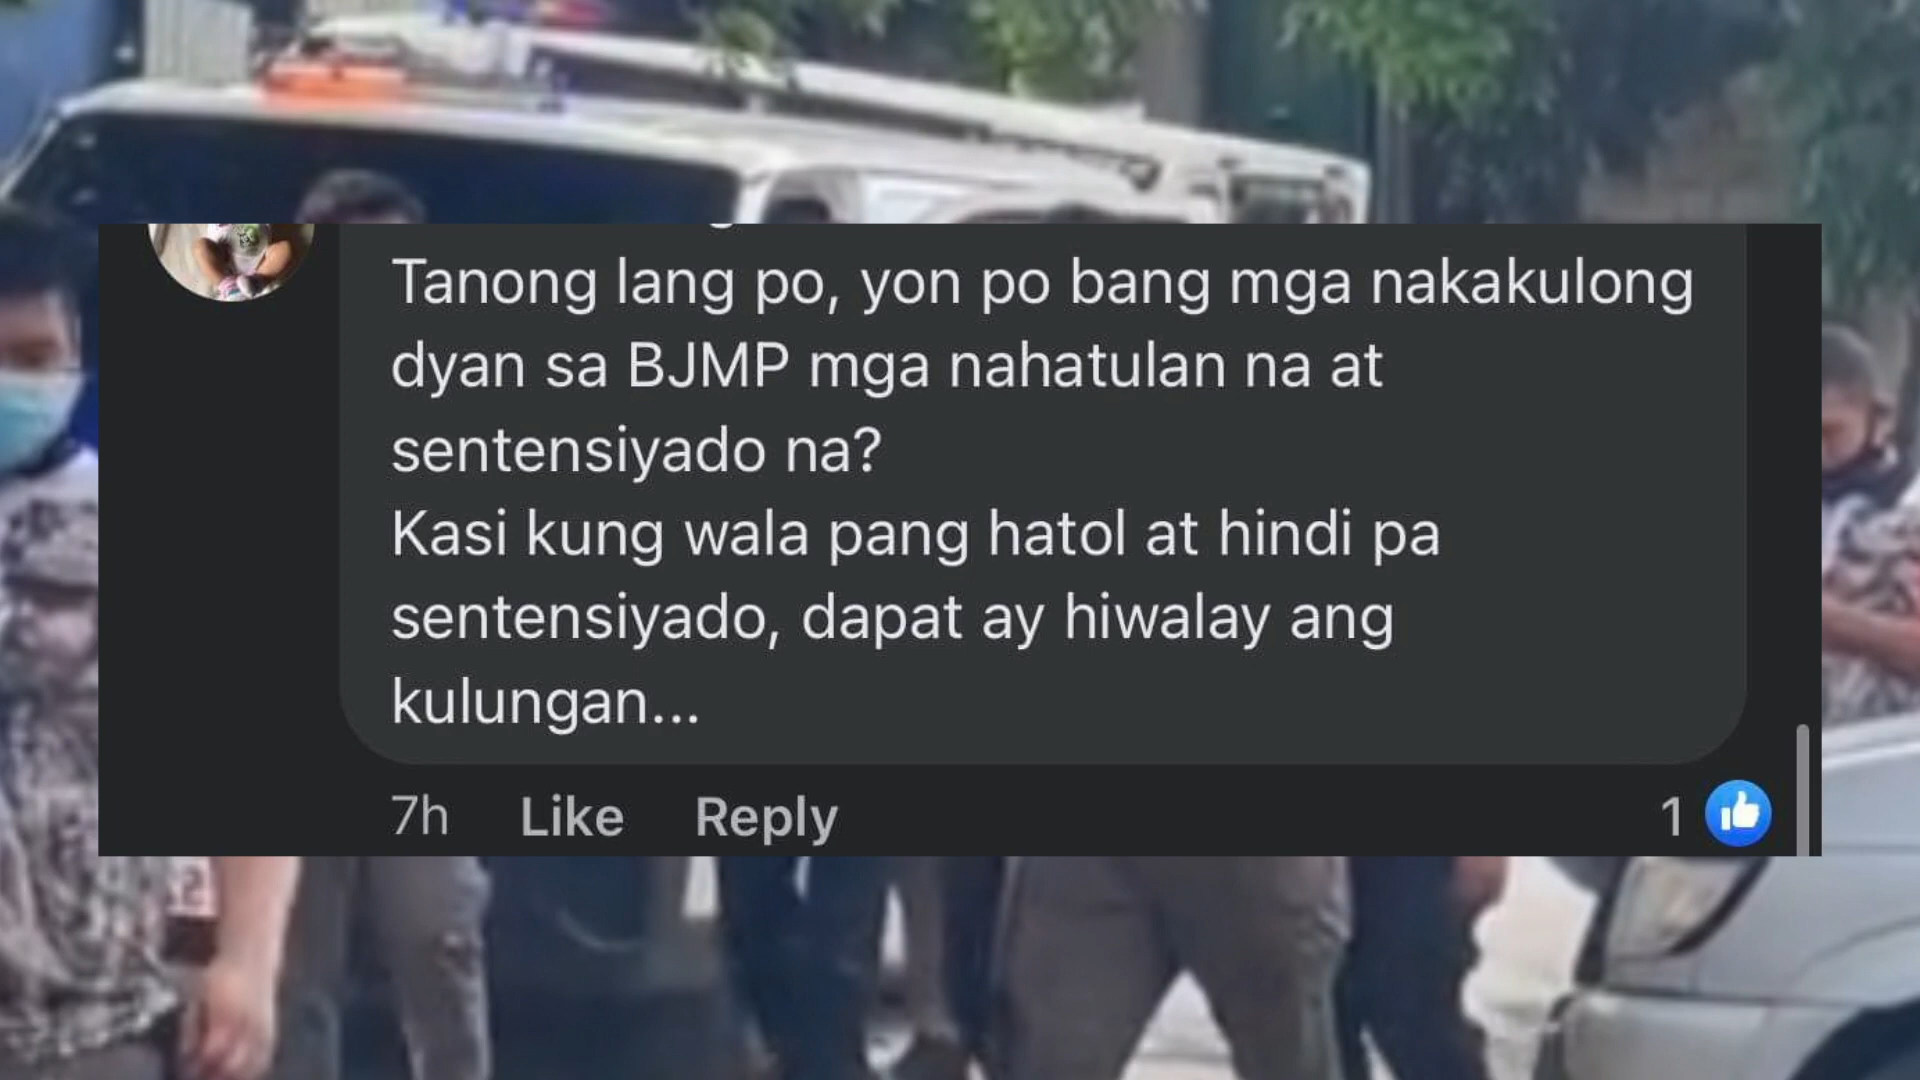 Tanong lang po, yon po bang mga nakakulong
dyan sa BJMP mga nahatulan na at
sentensiyado na?
Kasi kung wala pang hatol at hindi pa
sentensiyado, dapat ay hiwalay ang
kulungan...
7h Like Reply 1